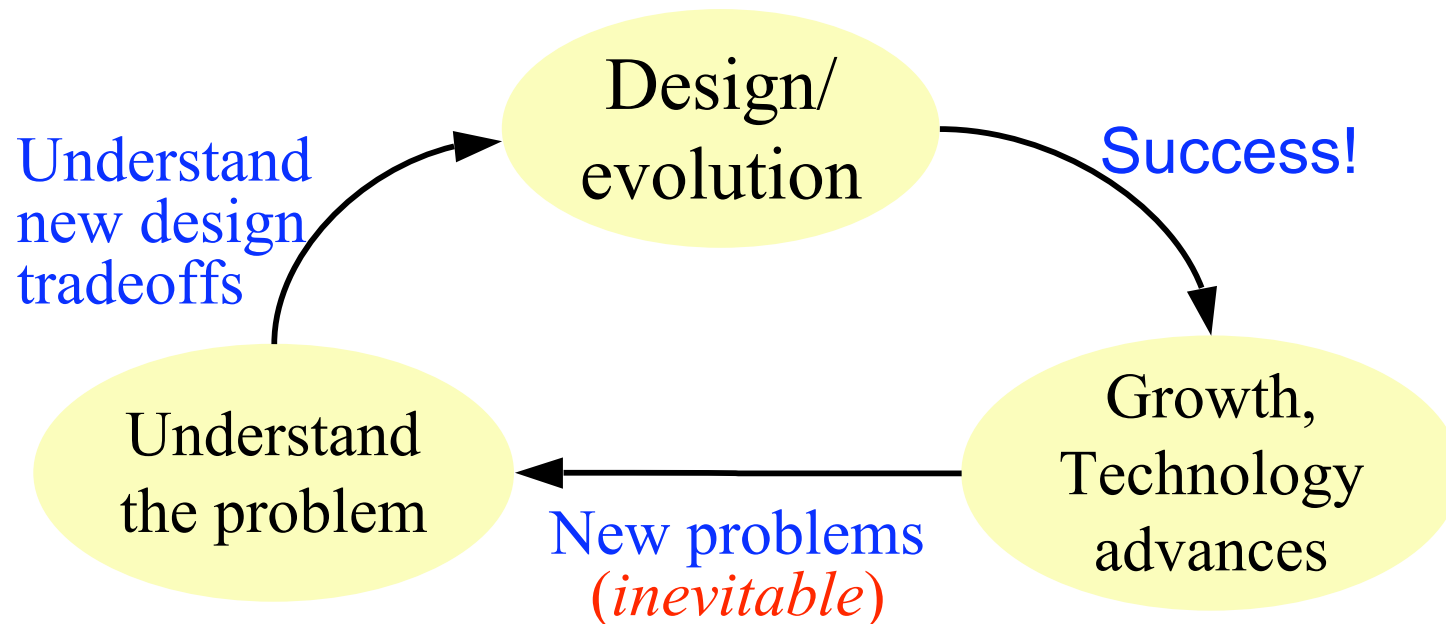 Design/
evolution
Success!
Growth,
Technology
advances
New problems
(inevitable)
Understand
the problem
Understand
new design
tradeoffs